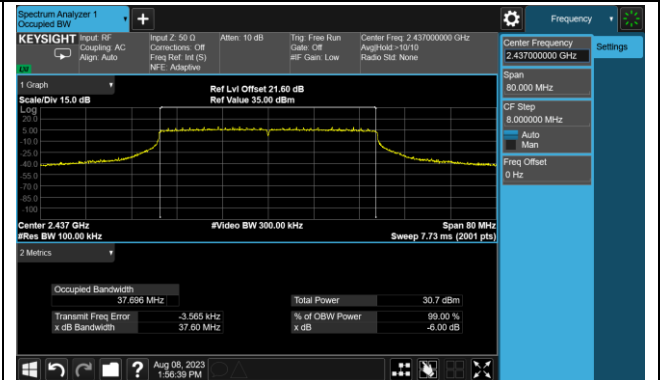 Spectrum Analyzer 1
Occupied BW
+
Frequency
KEYSIGHT
Input: RF
Coupling: AC
Align: Auto
Input Z: 50 Ω
Corrections: Off
Freq Ref: Int (S)
NFE: Adaptive
Atten: 10 dB
Trig: Free Run
Gate: Off
#IF Gain: Low
Center Freq: 2.437000000 GHz
Avg|Hold:>10/10
Radio Std: None
1 Graph
Scale/Div 15.0 dB
Ref Lvl Offset 21.60 dB
Ref Value 35.00 dBm
Log
20.0
5.00
-10.0
-25.0
-40.0
-55.0
-70.0
-85.0
-100
Center 2.437 GHz
#Res BW 100.00 kHz
#Video BW 300.00 kHz
Span 80 MHz
Sweep 7.73 ms (2001 pts)
2 Metrics
Occupied Bandwidth
37.696 MHz
Transmit Freq Error -3.565 kHz
x dB Bandwidth 37.60 MHz
Total Power 30.7 dBm
% of OBW Power 99.00 %
x dB -6.00 dB
Center Frequency
2.437000000 GHz
Settings
Span
80.000 MHz
CF Step
8.000000 MHz
Auto
Man
Freq Offset
0 Hz
?
Aug 08, 2023
1:56:39 PM